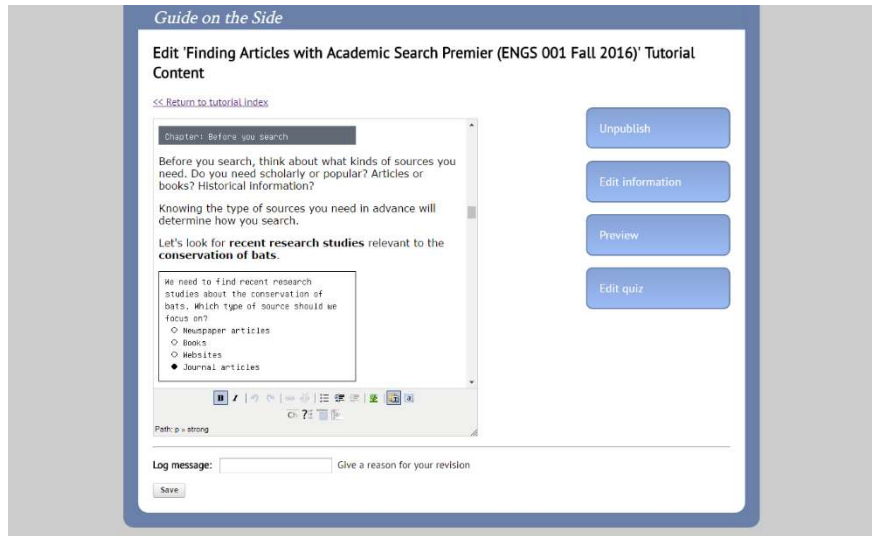 Guide on the Side
Edit 'Finding Articles with Academic Search Premier (ENGS 001 Fall 2016)' Tutorial
Content
<< Return to tutorial index
Chapter: Before you search
Before you search, think about what kinds of sources you
need. Do you need scholarly or popular? Articles or
books? Historical Information?
Knowing the type of sources you need in advance will
determine how you search.
Let's look for recent research studies relevant to the
conservation of bats.
We need to find recent research
studies about the conservation of
bats. Which type of source should we
focus on?
Newspaper articles
Books
Websites
Journal articles
B I
Ch ?
Path: p » strong
Unpublish
Edit information
Preview
Edit quiz
Log message: Give a reason for your revision
Save